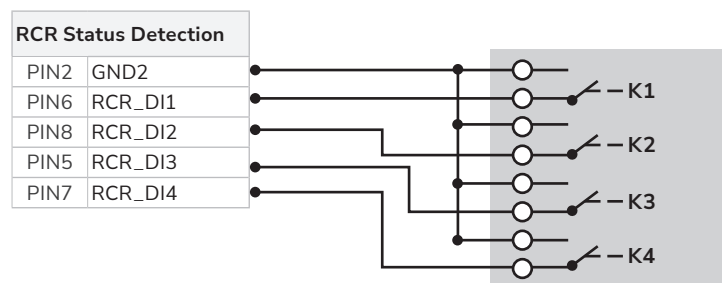 RCR Status Detection
PIN2 GND2
PIN6 RCR_DI1
PIN8 RCR_DI2
PIN5 RCR_DI3
PIN7 RCR_DI4
K1
K2
K3
K4